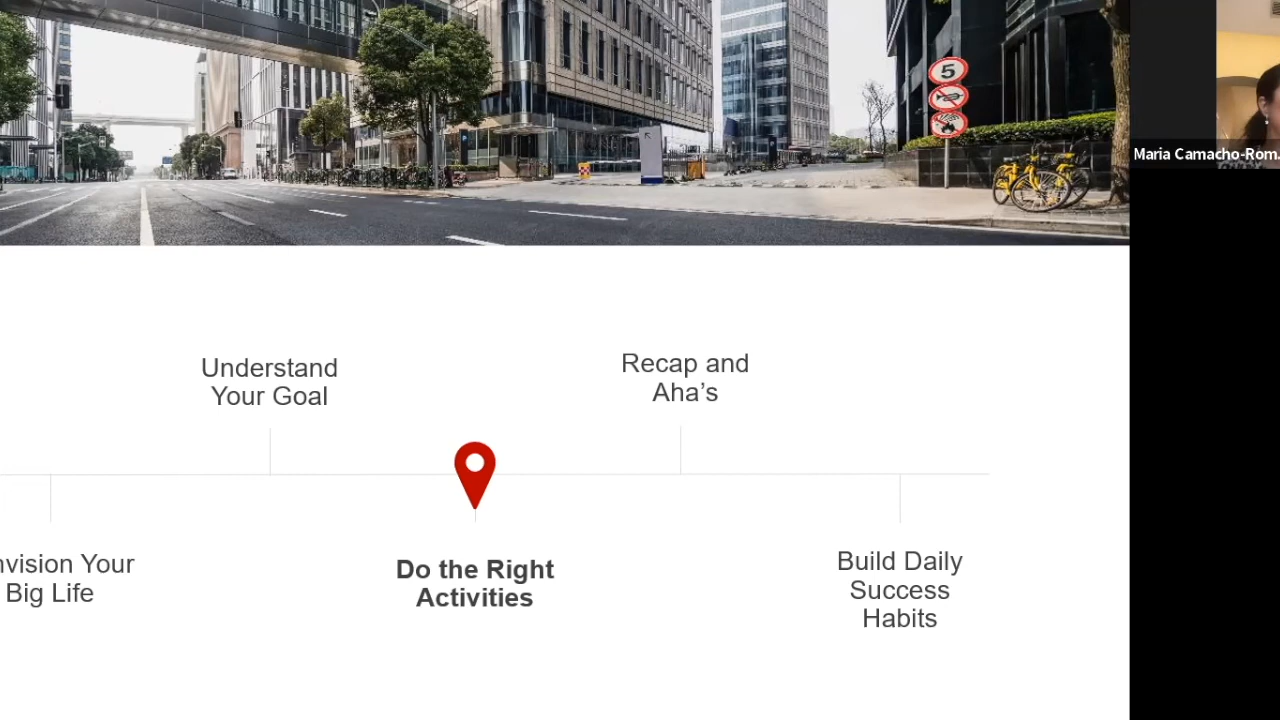 5
Maria Camacho-Rom.
Understand
Your Goal
Recap and
Aha's
nvision Your
Big Life
Do the Right
Activities
Build Daily
Success
Habits